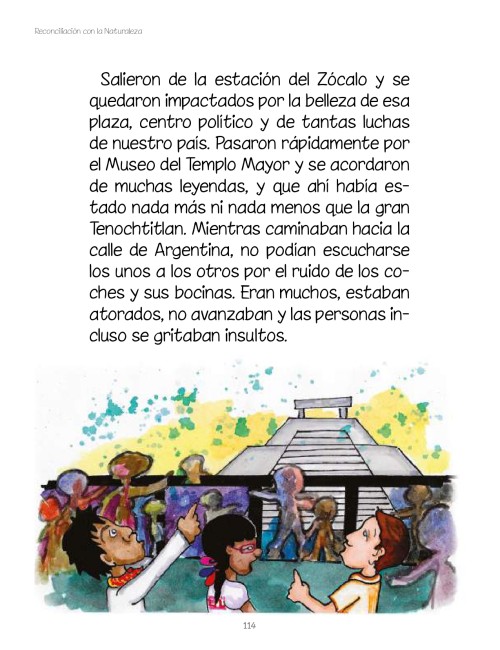 Reconciliación con la Naturaleza
Salieron de la estación del Zócalo y se
quedaron impactados por la belleza de esa
plaza, centro político y de tantas luchas
de nuestro país. Pasaron rápidamente por
el Museo del Templo Mayor y se acordaron
de muchas leyendas, y que ahí había es-
tado nada más ni nada menos que la gran
Tenochtitlan. Mientras caminaban hacia la
calle de Argentina, no podían escucharse
los unos a los otros por el ruido de los co-
ches y sus bocinas. Eran muchos, estaban
atorados, no avanzaban y las personas in-
cluso se gritaban insultos.
114